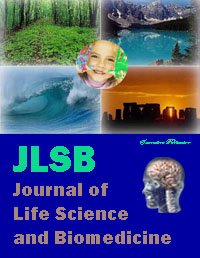 JLSB
Journal of
Life Science
and Biomedicine